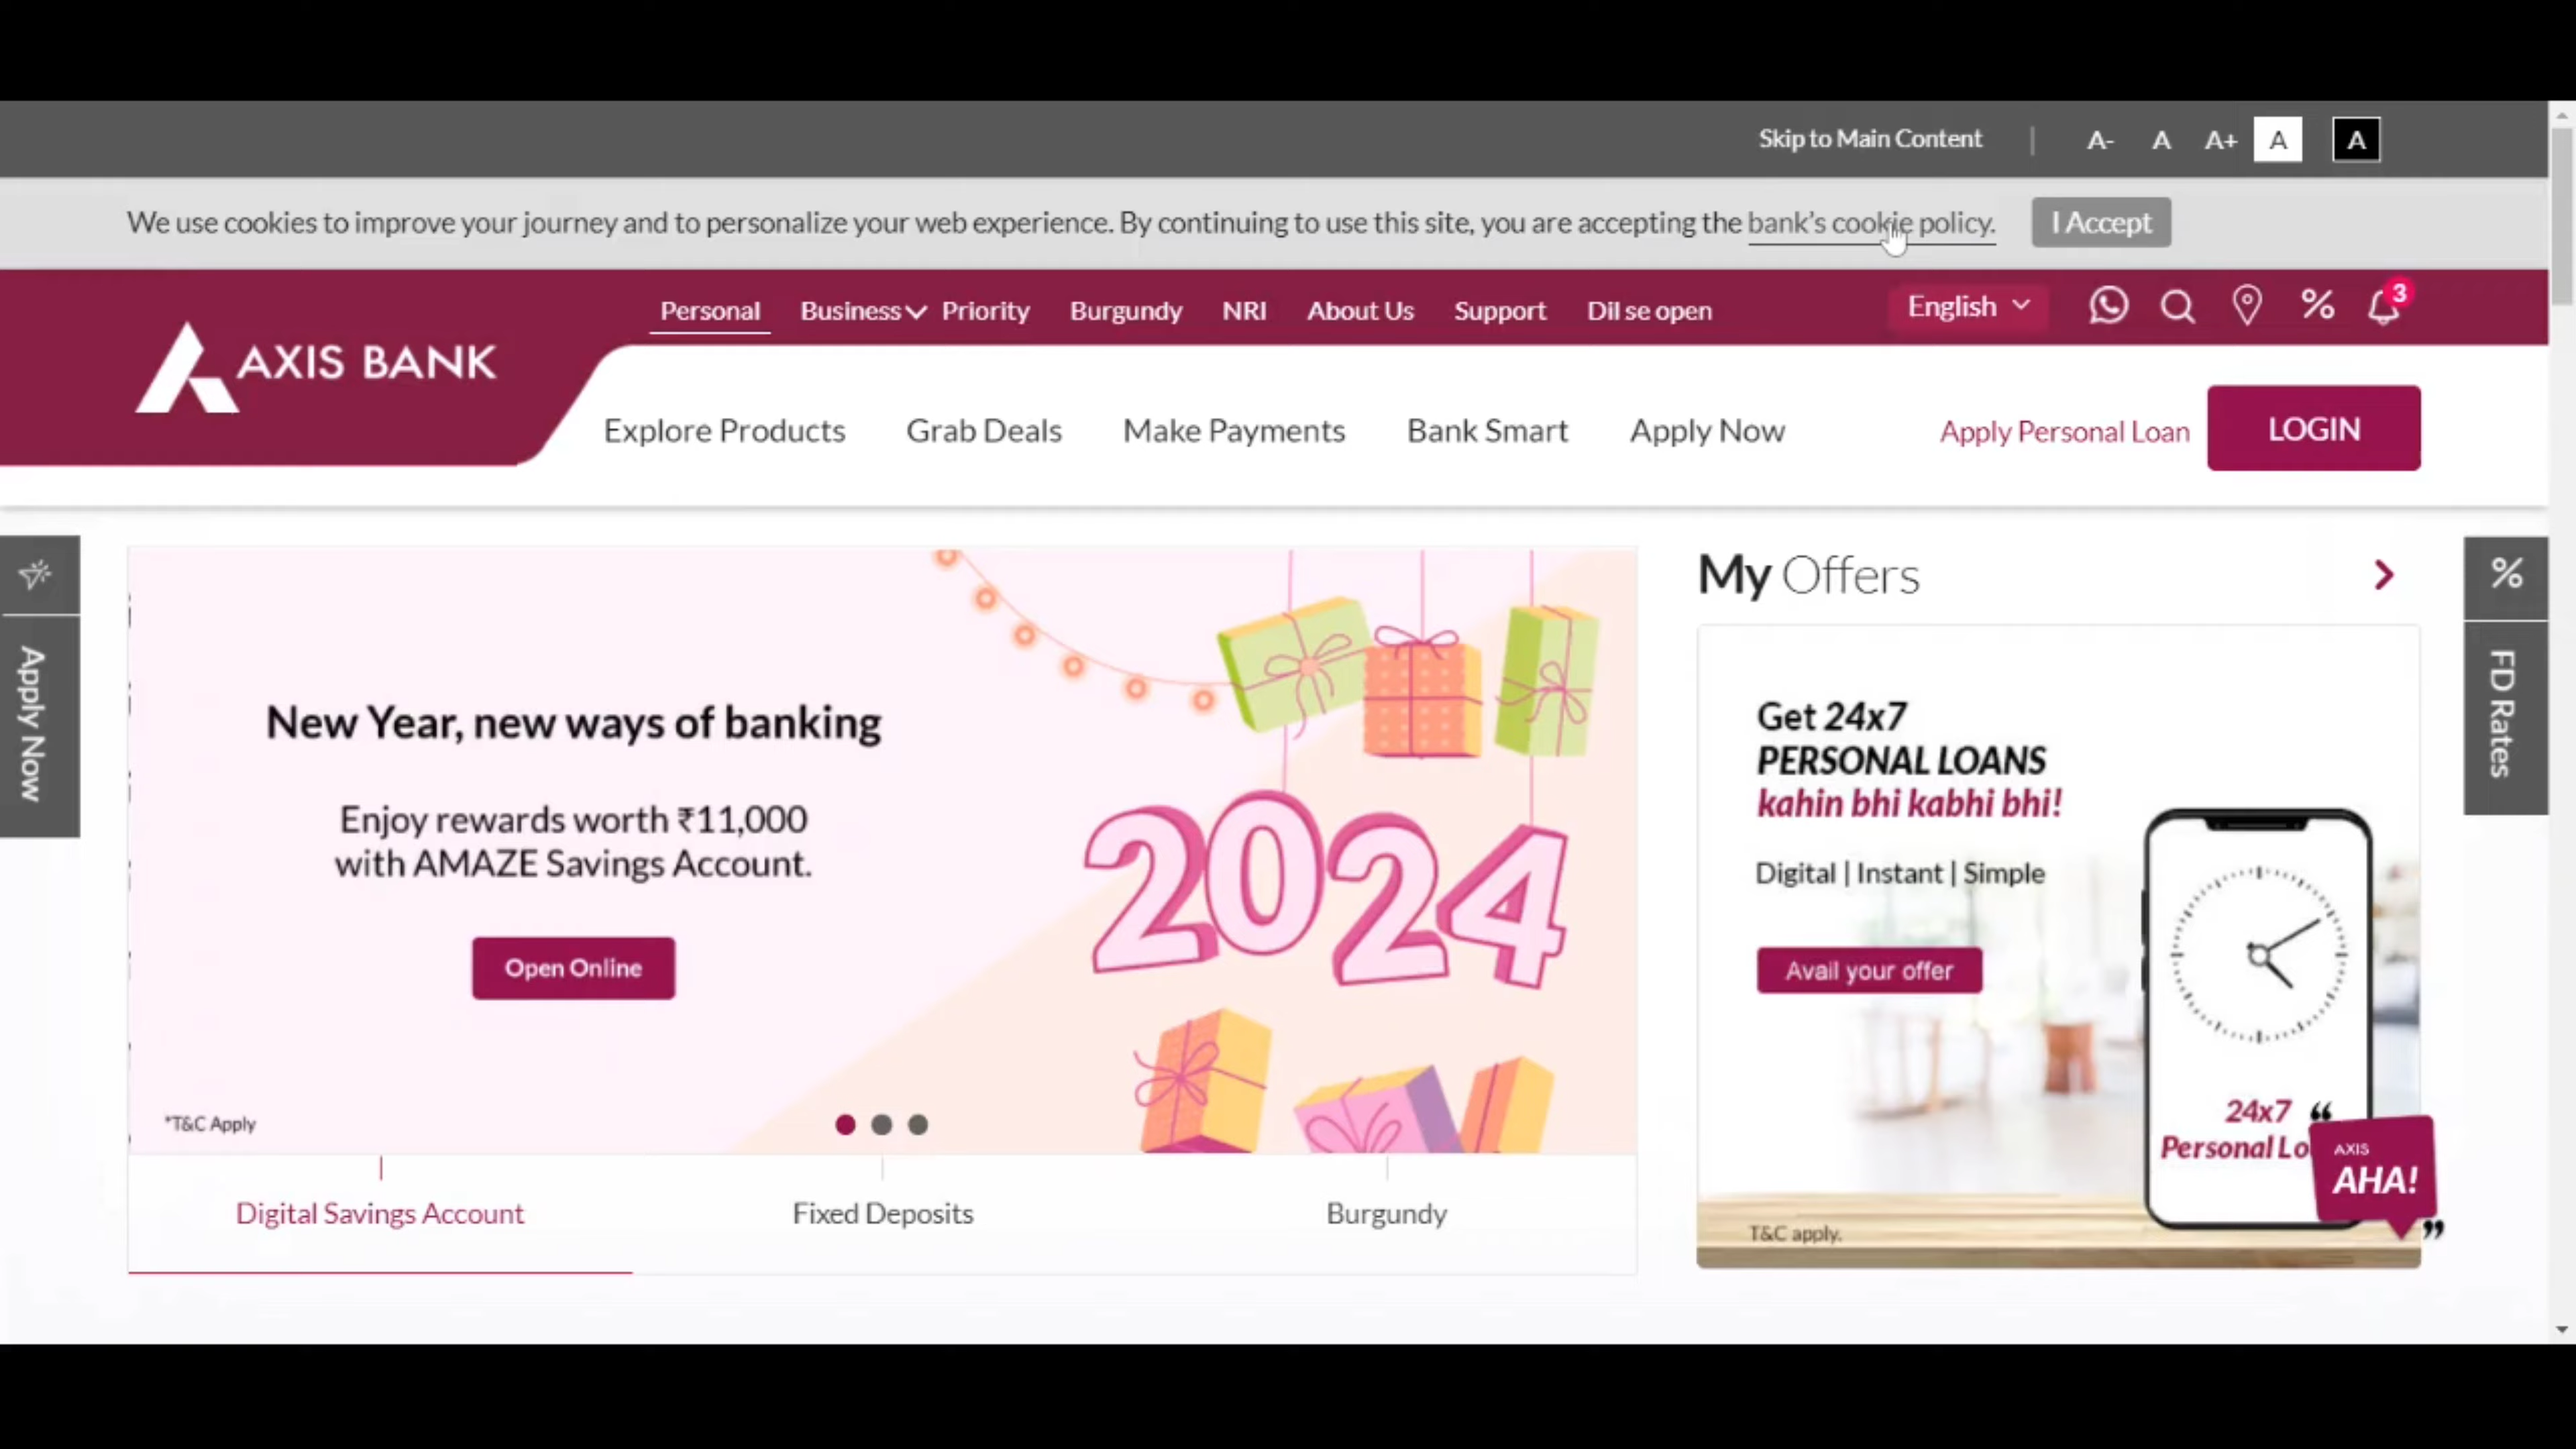 Skip to Main Content | A- A A+ A A
We use cookies to improve your journey and to personalize your web experience. By continuing to use this site, you are accepting the bank's cookie policy. I Accept
Personal Business Priority Burgundy NRI About Us Support Dil se open English % 3
AXIS BANK
Explore Products Grab Deals Make Payments Bank Smart Apply Now Apply Personal Loan LOGIN
Apply Now
New Year, new ways of banking
Enjoy rewards worth ₹11,000
with AMAZE Savings Account.
Open Online
2024
*T&C Apply
Digital Savings Account Fixed Deposits Burgundy
My Offers
Get 24x7
PERSONAL LOANS
kahin bhi kabhi bhi!
Digital | Instant | Simple
Avail your offer
24x7
Personal Lo
AXIS
AHA!
T&C apply.
%
FD Rates